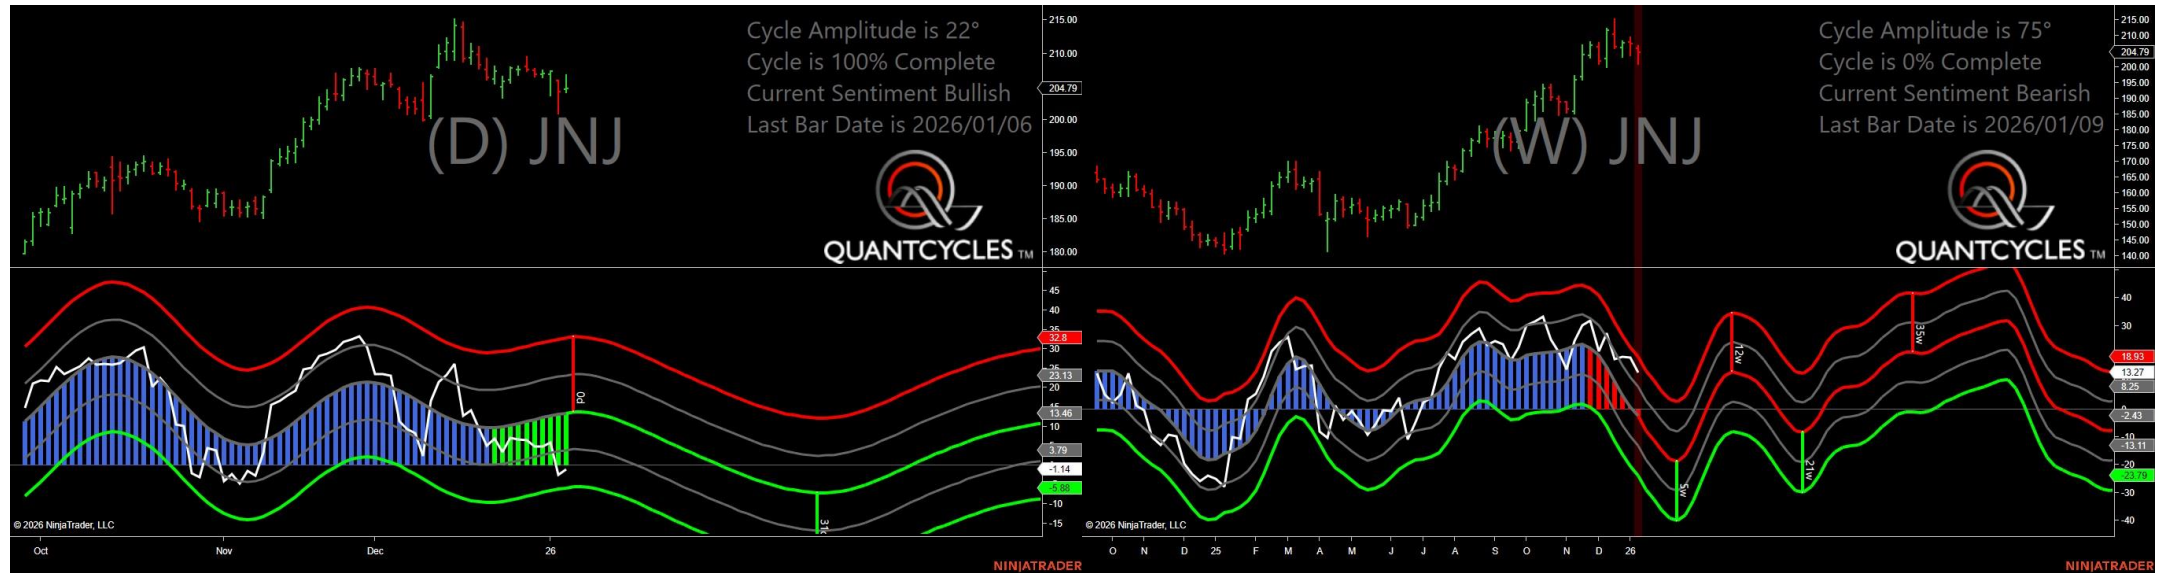 Cycle Amplitude is 22°
Cycle is 100% Complete
Current Sentiment Bullish
Last Bar Date is 2026/01/06
(D) JNJ
QUANTCYCLES TM
215.00
210.00
204.79
200.00
195.00
190.00
185.00
180.00
45
40
35
32.8
30
23.13
20
15
13.46
10
3.79
-1.14
-5.88
-10
-15
0p
© 2026 NinjaTrader, LLC
Oct Nov Dec 26
NINJATRADER
Cycle Amplitude is 75°
Cycle is 0% Complete
Current Sentiment Bearish
Last Bar Date is 2026/01/09
(W) JNJ
QUANTCYCLES TM
215.00
210.00
204.79
200.00
195.00
190.00
185.00
180.00
175.00
170.00
165.00
160.00
155.00
150.00
145.00
140.00
40
30
18.93
13.27
8.25
-2.43
-10
-13.11
-20
-23.79
-30
-40
5w
12w
21w
35w
© 2026 NinjaTrader, LLC
O N D 25 F M A M J J A S O N D 26
NINJATRADER